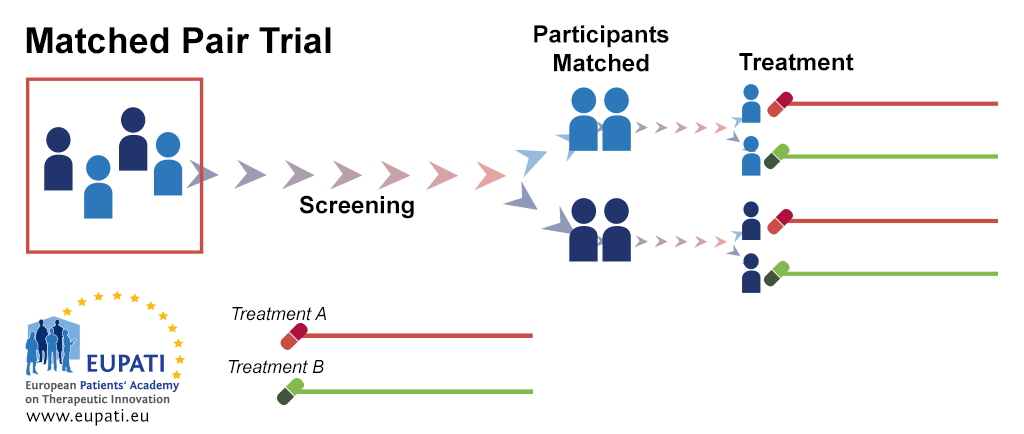 Matched Pair Trial
Participants
Matched
Treatment
Screening
Treatment A
Treatment B
EUPATI
European Patients‘ Academy
on Therapeutic Innovation
www.eupati.eu